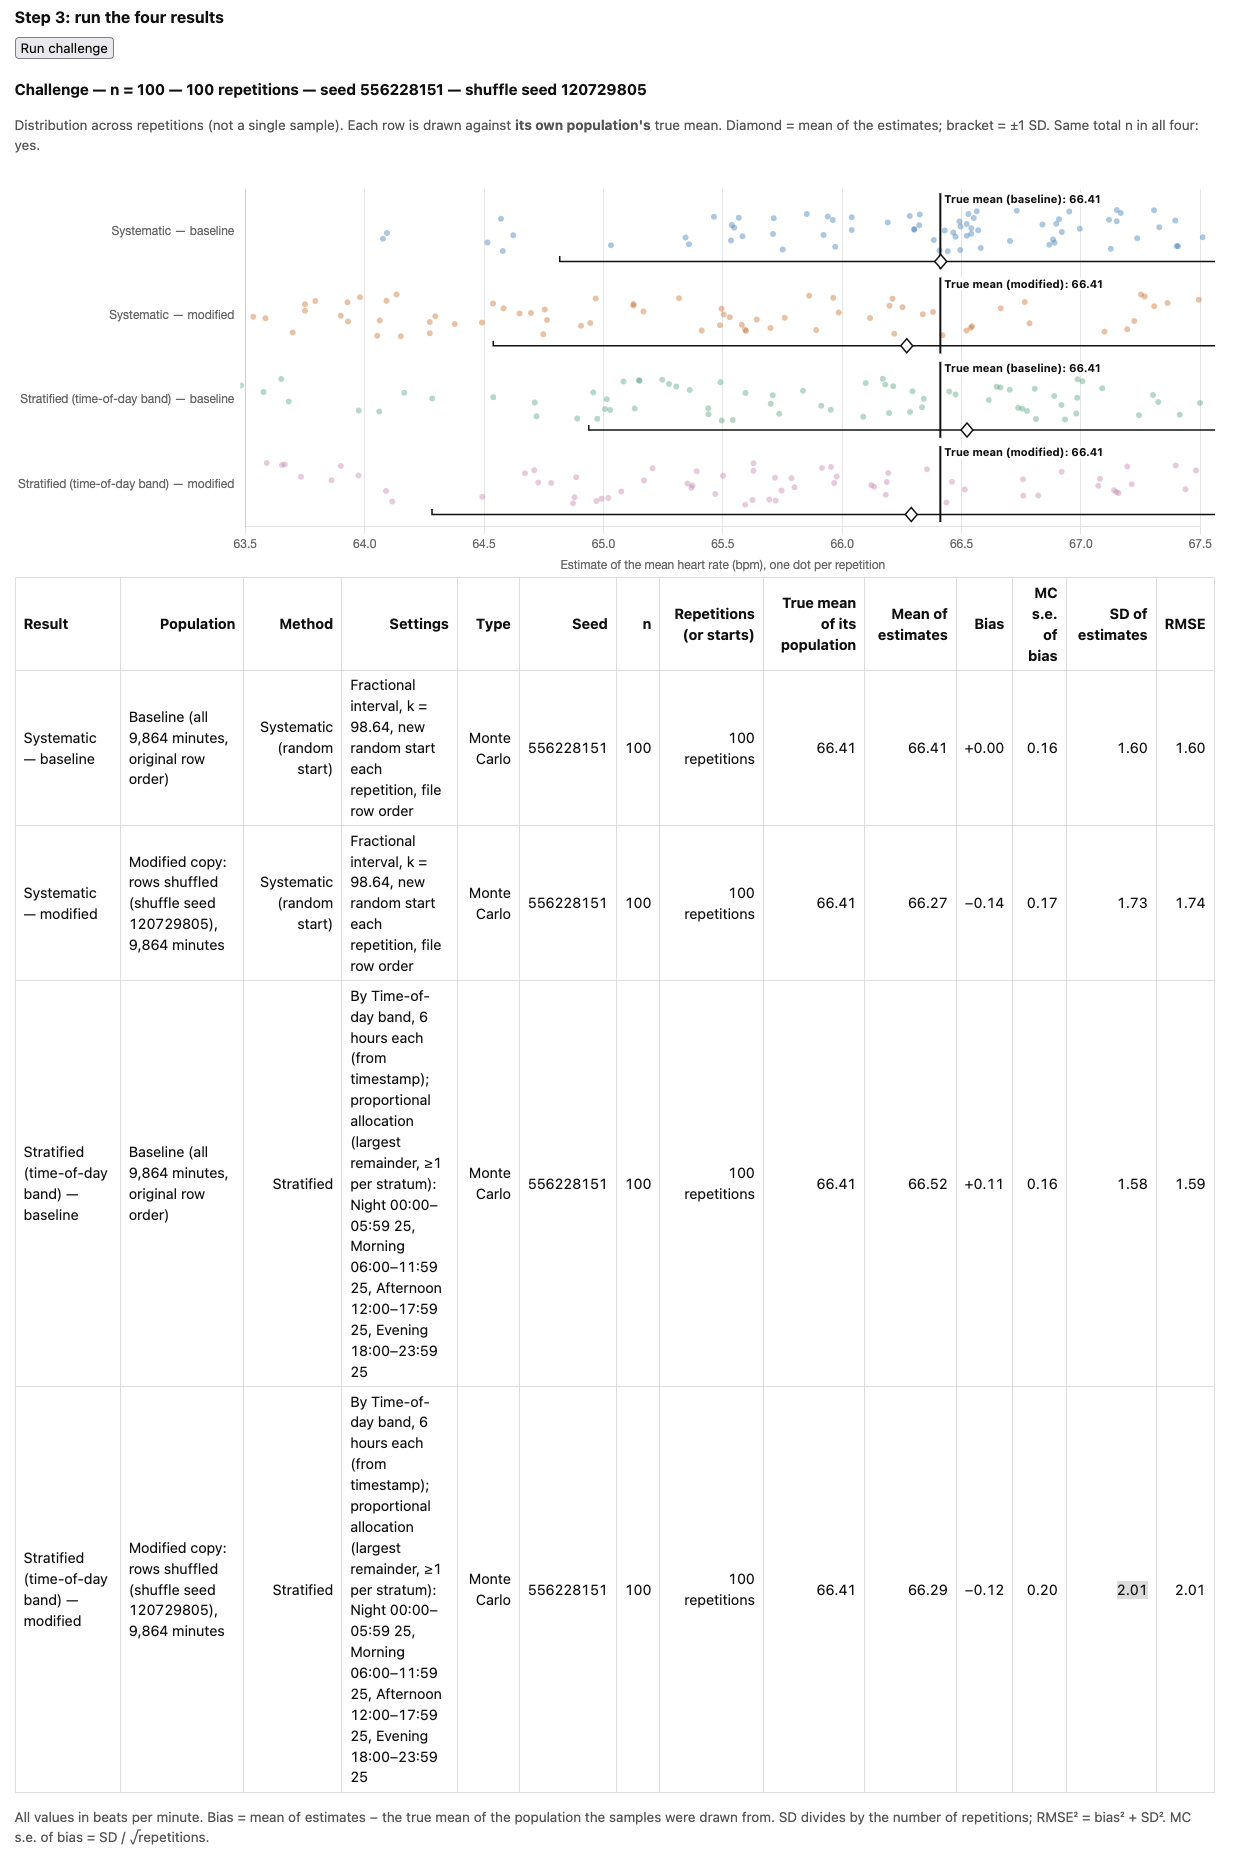 Step 3: run the four results
Run challenge
Challenge — n = 100 — 100 repetitions — seed 556228151 — shuffle seed 120729805
Distribution across repetitions (not a single sample). Each row is drawn against its own population's true mean. Diamond = mean of the estimates; bracket = ±1 SD. Same total n in all four:
yes.
True mean (baseline): 66.41
Systematic — baseline
True mean (modified): 66.41
Systematic — modified
True mean (baseline): 66.41
Stratified (time-of-day band) — baseline
True mean (modified): 66.41
Stratified (time-of-day band) — modified
63.5 64.0 64.5 65.0 65.5 66.0 66.5 67.0 67.5
Estimate of the mean heart rate (bpm), one dot per repetition
Result
Population
Method
Settings
Type
Seed
n
Repetitions
(or starts)
True mean
of its
population
Mean of
estimates
Bias
MC
s.e.
of
bias
SD of
estimates
RMSE
Systematic
— baseline
Baseline (all
9,864 minutes,
original row
order)
Systematic
(random
start)
Fractional
interval, k =
98.64, new
random start
each
repetition, file
row order
Monte
Carlo
556228151
100
100
repetitions
66.41
66.41
+0.00
0.16
1.60
1.60
Systematic
— modified
Modified copy:
rows shuffled
(shuffle seed
120729805),
9,864 minutes
Systematic
(random
start)
Fractional
interval, k =
98.64, new
random start
each
repetition, file
row order
Monte
Carlo
556228151
100
100
repetitions
66.41
66.27
−0.14
0.17
1.73
1.74
Stratified
(time-of-day
band) —
baseline
Baseline (all
9,864 minutes,
original row
order)
Stratified
By Time-of-
day band, 6
hours each
(from
timestamp);
proportional
allocation
(largest
remainder, ≥1
per stratum):
Night 00:00–
05:59 25,
Morning
06:00–11:59
25, Afternoon
12:00–17:59
25, Evening
18:00–23:59
25
Monte
Carlo
556228151
100
100
repetitions
66.41
66.52
+0.11
0.16
1.58
1.59
Stratified
(time-of-day
band) —
modified
Modified copy:
rows shuffled
(shuffle seed
120729805),
9,864 minutes
Stratified
By Time-of-
day band, 6
hours each
(from
timestamp);
proportional
allocation
(largest
remainder, ≥1
per stratum):
Night 00:00–
05:59 25,
Morning
06:00–11:59
25, Afternoon
12:00–17:59
25, Evening
18:00–23:59
25
Monte
Carlo
556228151
100
100
repetitions
66.41
66.29
−0.12
0.20
2.01
2.01
All values in beats per minute. Bias = mean of estimates − the true mean of the population the samples were drawn from. SD divides by the number of repetitions; RMSE² = bias² + SD². MC
s.e. of bias = SD / √repetitions.